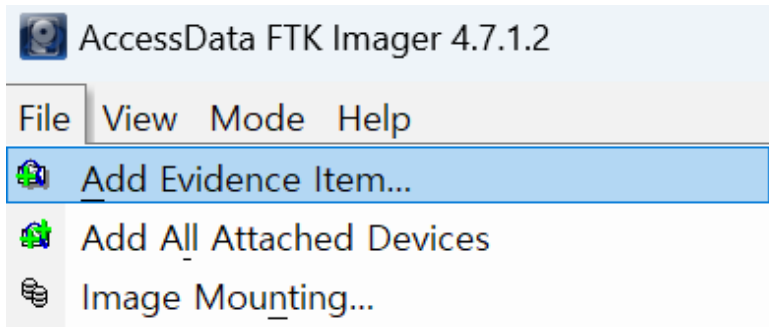 AccessData FTK Imager 4.7.1.2
File View Mode Help
Add Evidence Item...
Add All Attached Devices
Image Mounting...